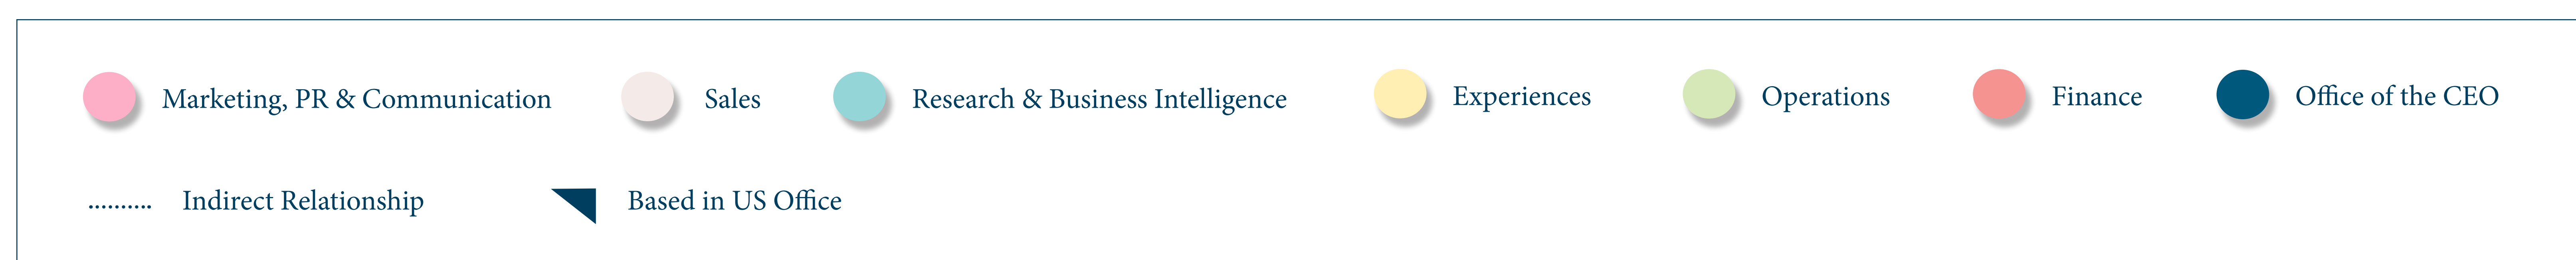 Marketing, PR & Communication Sales Research & Business Intelligence Experiences Operations Finance Office of the CEO
Indirect Relationship Based in US Office